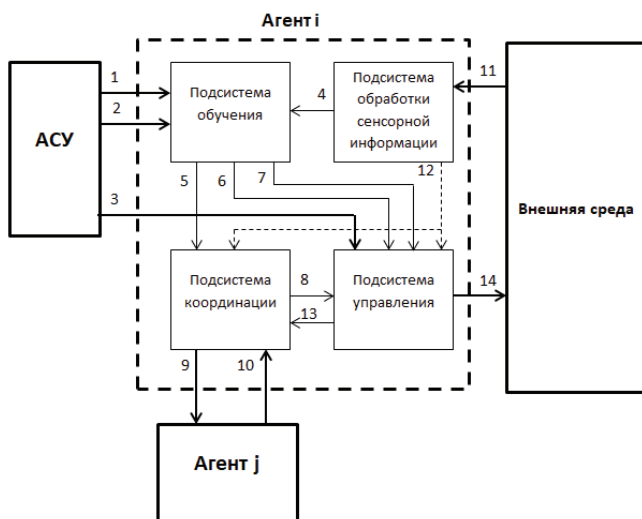 Агент i
АСУ
1
2
3
Подсистема
обучения
4
Подсистема
обработки
сенсорной
информации
11
12
5
6
7
Внешняя среда
Подсистема
координации
8
13
Подсистема
управления
14
9
10
Агент j